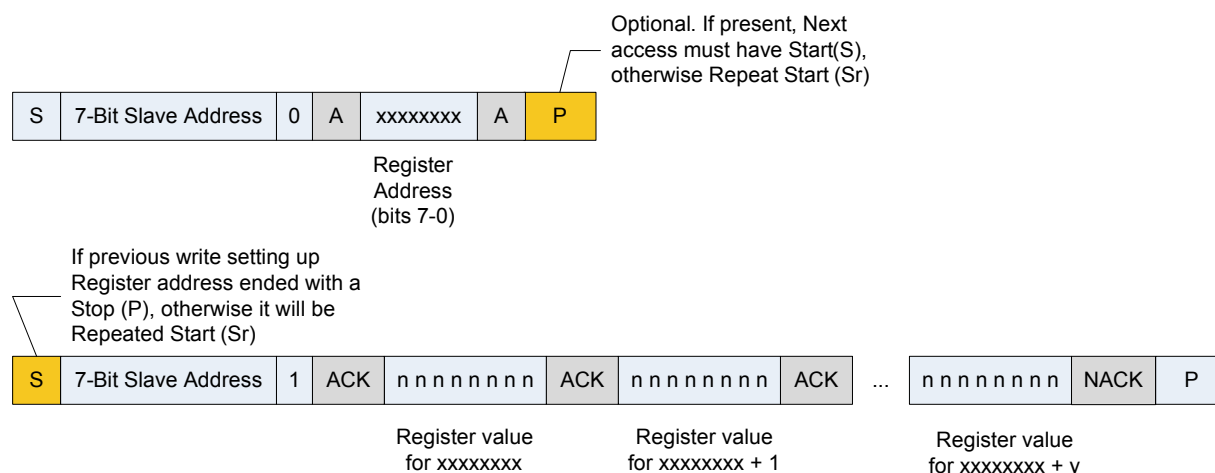 Optional. If present, Next
access must have Start(S),
otherwise Repeat Start (Sr)
S 7-Bit Slave Address 0 A xxxxxxxx A P
Register
Address
(bits 7-0)
If previous write setting up
Register address ended with a
Stop (P), otherwise it will be
Repeated Start (Sr)
S 7-Bit Slave Address 1 ACK n n n n n n n n ACK n n n n n n n n ACK ... n n n n n n n n NACK P
Register value
for xxxxxxxx
Register value
for xxxxxxxx + 1
Register value
for xxxxxxxx + v